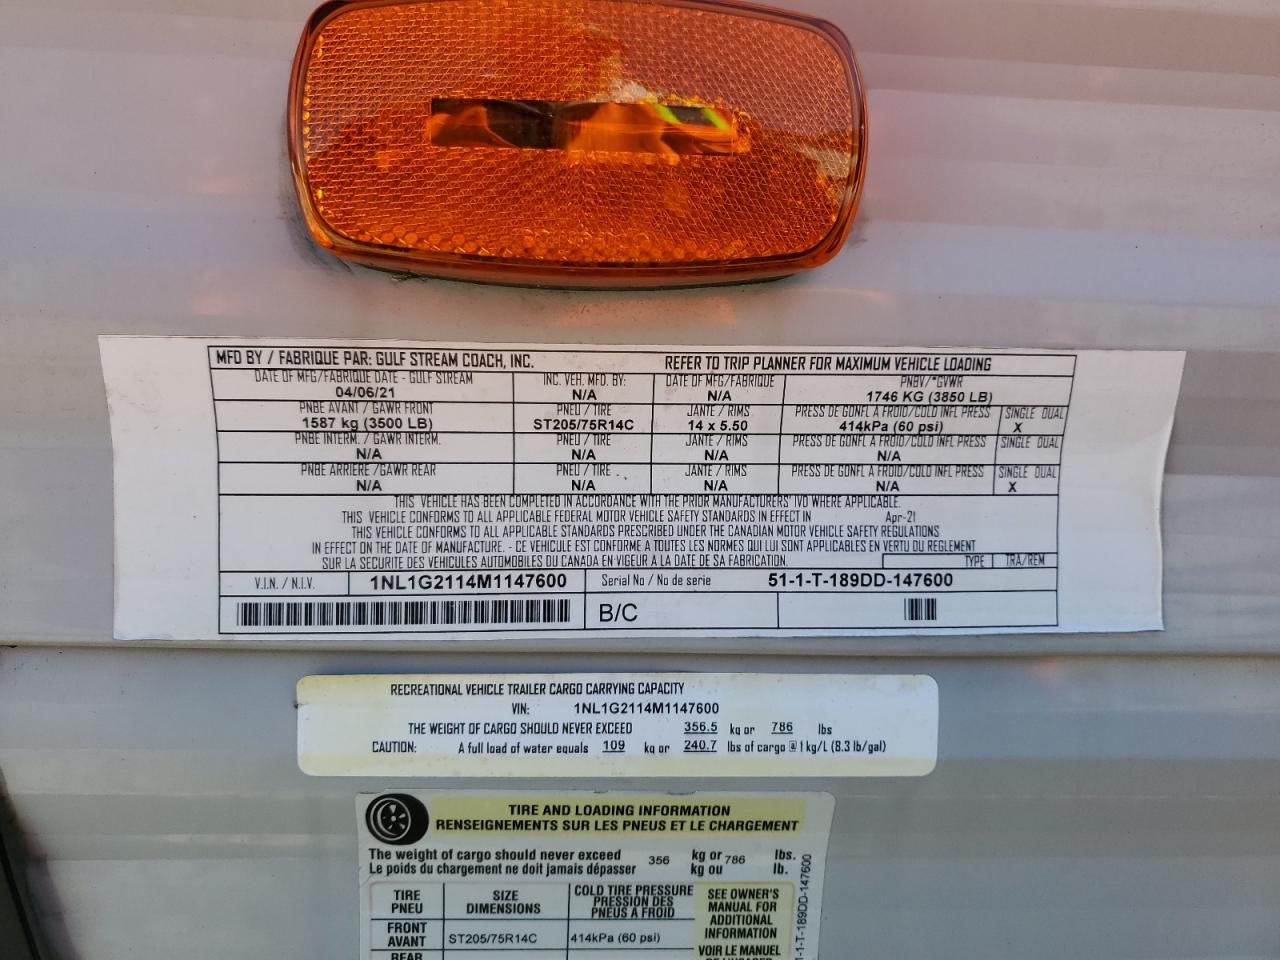 MFD BY / FABRIQUE PAR: GULF STREAM COACH, INC. REFER TO TRIP PLANNER FOR MAXIMUM VEHICLE LOADING
DATE OF MFG/FABRIQUE DATE - GULF STREAM INC. VEH. MFD. BY: DATE OF MFG/FABRIQUE PNBV/*GVWR
04/06/21 N/A N/A 1746 KG (3850 LB)
PNBE AVANT / GAWR FRONT PNEU / TIRE JANTE / RIMS PRESS DE GONFL A FROID/COLD INFL PRESS SINGLE DUAL
1587 kg (3500 LB) ST205/75R14C 14 x 5.50 414kPa (60 psi) X
PNBE INTERM. / GAWR INTERM. PNEU / TIRE JANTE / RIMS PRESS DE GONFL A FROID/COLD INFL PRESS SINGLE DUAL
N/A N/A N/A N/A
PNBE ARRIERE /GAWR REAR PNEU / TIRE JANTE / RIMS PRESS DE GONFL A FROID/COLD INFL PRESS SINGLE DUAL
N/A N/A N/A N/A X
THIS VEHICLE HAS BEEN COMPLETED IN ACCORDANCE WITH THE PRIOR MANUFACTURERS' IVD WHERE APPLICABLE.
THIS VEHICLE CONFORMS TO ALL APPLICABLE FEDERAL MOTOR VEHICLE SAFETY STANDARDS IN EFFECT IN Apr-21
THIS VEHICLE CONFORMS TO ALL APPLICABLE STANDARDS PRESCRIBED UNDER THE CANADIAN MOTOR VEHICLE SAFETY REGULATIONS
IN EFFECT ON THE DATE OF MANUFACTURE. - CE VEHICULE EST CONFORME A TOUTES LES NORMES QUI LUI SONT APPLICABLES EN VERTU DU REGLEMENT
SUR LA SECURITE DES VEHICULES AUTOMOBILES DU CANADA EN VIGEUR A LA DATE DE SA FABRICATION. TYPE TRA/REM
V.I.N. / N.I.V. 1NL1G2114M1147600 Serial No / No de serie 51-1-T-189DD-147600
B/C
RECREATIONAL VEHICLE TRAILER CARGO CARRYING CAPACITY
VIN: 1NL1G2114M1147600
THE WEIGHT OF CARGO SHOULD NEVER EXCEED 356.5 kg or 786 lbs
CAUTION: A full load of water equals 109 kg or 240.7 lbs of cargo @ 1 kg/L (8.3 lb/gal)
TIRE AND LOADING INFORMATION
RENSEIGNEMENTS SUR LES PNEUS ET LE CHARGEMENT
The weight of cargo should never exceed 356 kg or 786 lbs.
Le poids du chargement ne doit jamais dépasser kg ou lb.
TIRE SIZE COLD TIRE PRESSURE
PNEU DIMENSIONS PRESSION DES
PNEUS A FROID
FRONT ST205/75R14C 414kPa (60 psi)
AVANT
REAR
SEE OWNER'S
MANUAL FOR
ADDITIONAL
INFORMATION
VOIR LE MANUEL
DE L'USAGER
1-1-T-189DD-147600